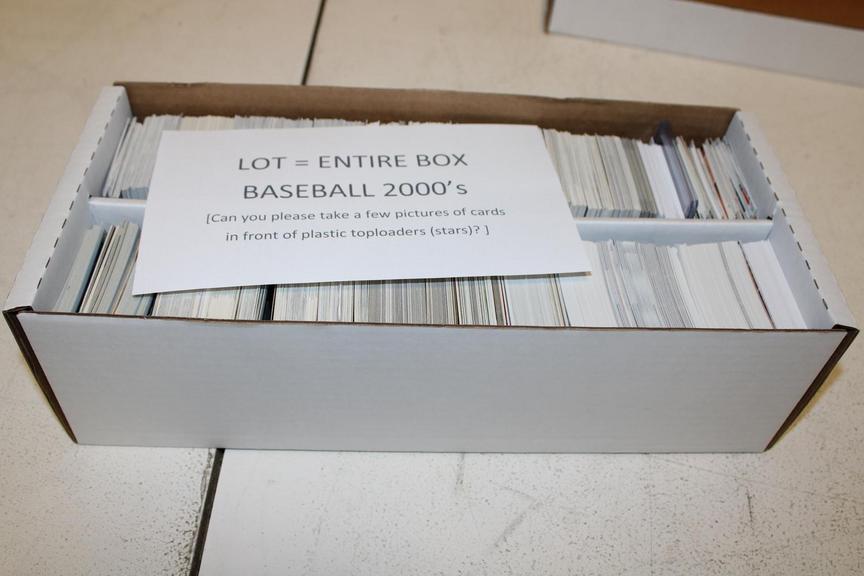 LOT = ENTIRE BOX
BASEBALL 2000's
[Can you please take a few pictures of cards
in front of plastic toploaders (stars)? ]